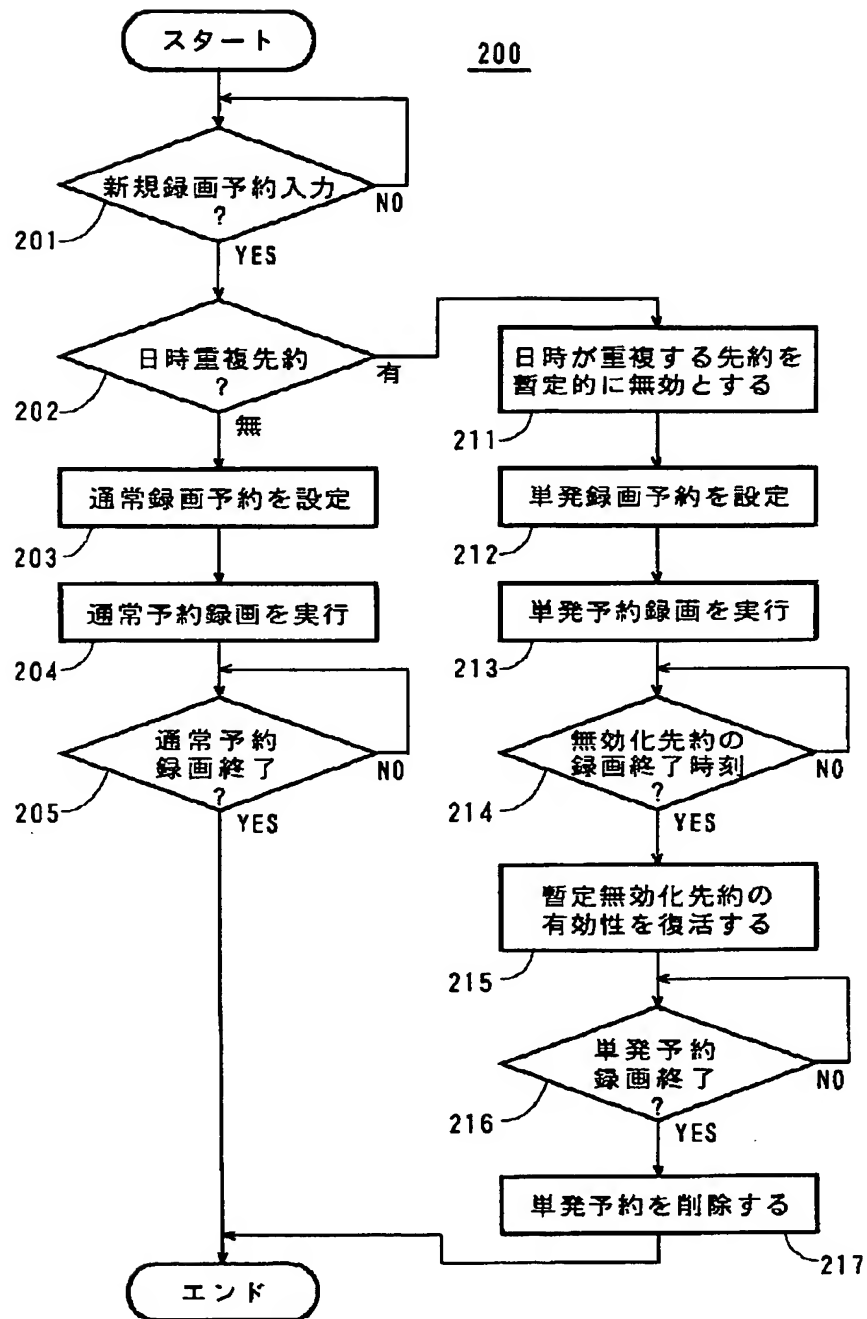 スタート
200
新規録画予約入力
?
NO
201
YES
日時重複先約
?
有
202
無
通常録画予約を設定
203
通常予約録画を実行
204
通常予約
録画終了
?
NO
205
YES
日時が重複する先約を
暫定的に無効とする
211
単発録画予約を設定
212
単発予約録画を実行
213
無効化先約の
録画終了時刻
?
NO
214
YES
暫定無効化先約の
有効性を復活する
215
単発予約
録画終了
?
NO
216
YES
単発予約を削除する
217
エンド